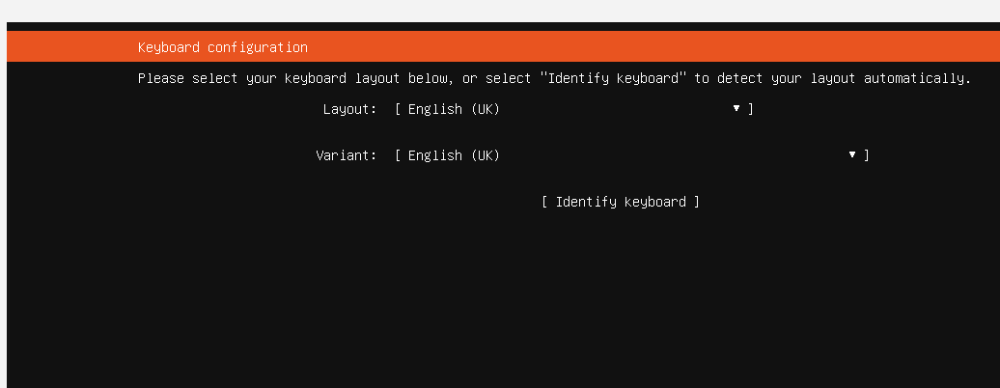 Keyboard configuration
Please select your keyboard layout below, or select "Identify keyboard" to detect your layout automatically.
Layout: [ English (UK) ▼ ]
Variant: [ English (UK) ▼ ]
[ Identify keyboard ]